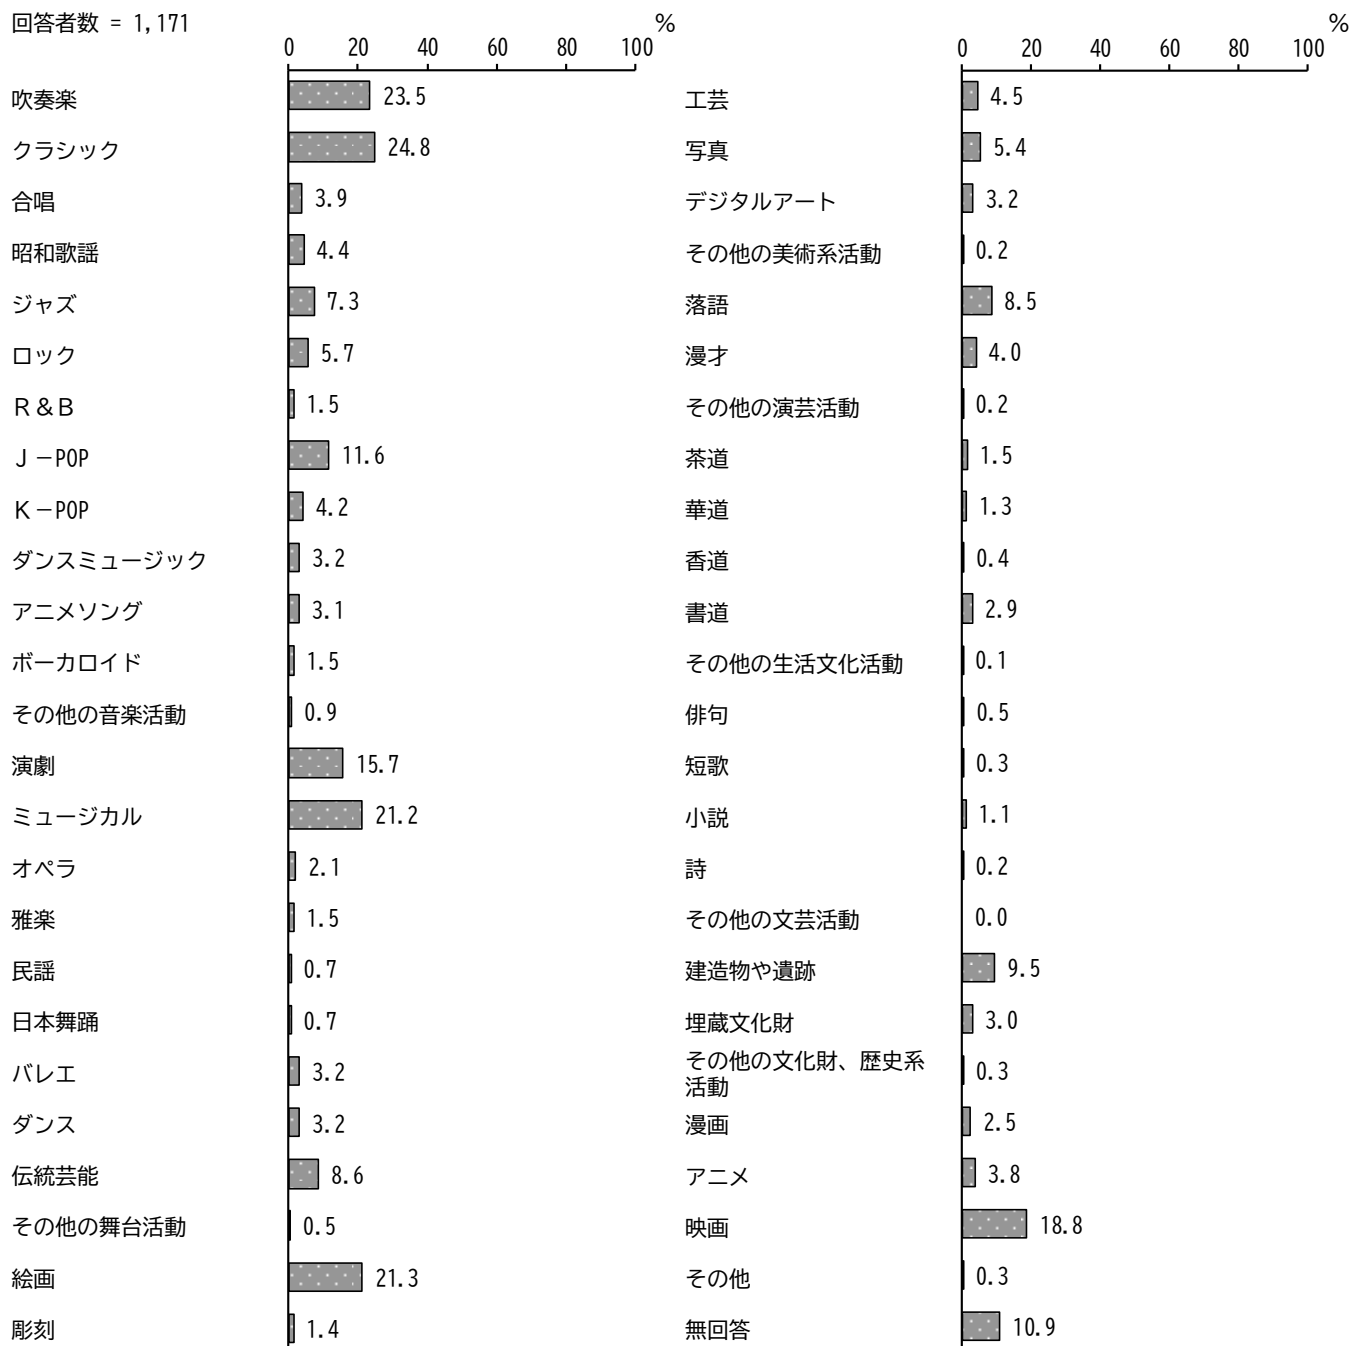 回答者数 = 1,171
%
0 20 40 60 80 100
吹奏楽 23.5
クラシック 24.8
合唱 3.9
昭和歌謡 4.4
ジャズ 7.3
ロック 5.7
R＆B 1.5
J－POP 11.6
K－POP 4.2
ダンスミュージック 3.2
アニメソング 3.1
ボーカロイド 1.5
その他の音楽活動 0.9
演劇 15.7
ミュージカル 21.2
オペラ 2.1
雅楽 1.5
民謡 0.7
日本舞踊 0.7
バレエ 3.2
ダンス 3.2
伝統芸能 8.6
その他の舞台活動 0.5
絵画 21.3
彫刻 1.4
%
0 20 40 60 80 100
工芸 4.5
写真 5.4
デジタルアート 3.2
その他の美術系活動 0.2
落語 8.5
漫才 4.0
その他の演芸活動 0.2
茶道 1.5
華道 1.3
香道 0.4
書道 2.9
その他の生活文化活動 0.1
俳句 0.5
短歌 0.3
小説 1.1
詩 0.2
その他の文芸活動 0.0
建造物や遺跡 9.5
埋蔵文化財 3.0
その他の文化財、歴史系
活動 0.3
漫画 2.5
アニメ 3.8
映画 18.8
その他 0.3
無回答 10.9